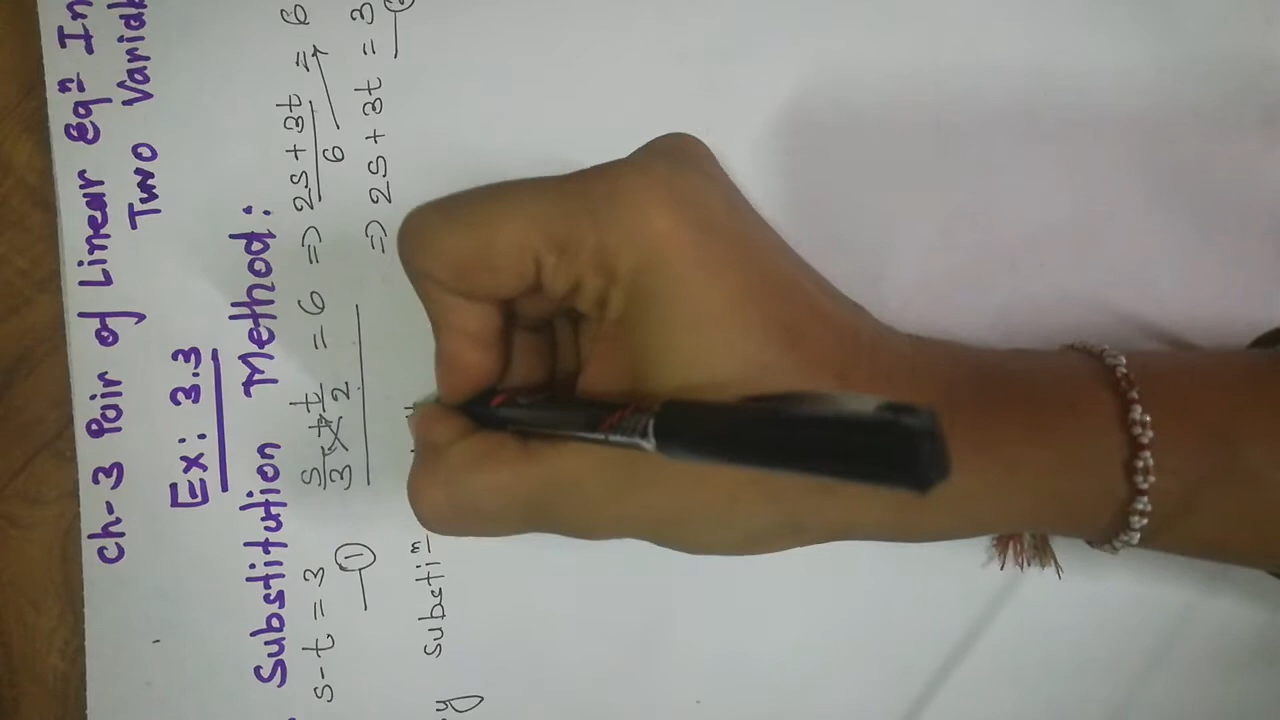 Ch-3 Pair of Linear Eqⁿ In
Two Variab
Ex: 3.3
Substitution Method:
s-t = 3 s/3 + t/2 = 6 ⇒ 2s + 3t/6 = 6
—① ⇒ 2s + 3t = 3
substiⁿ